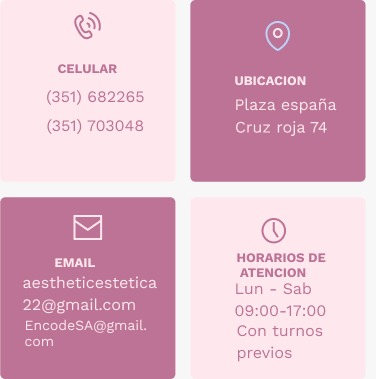 CELULAR
(351) 682265
(351) 703048
UBICACION
Plaza españa
Cruz roja 74
EMAIL
aestheticestetica
22@gmail.com
EncodeSA@gmail.
com
HORARIOS DE
ATENCION
Lun - Sab
09:00-17:00
Con turnos
previos